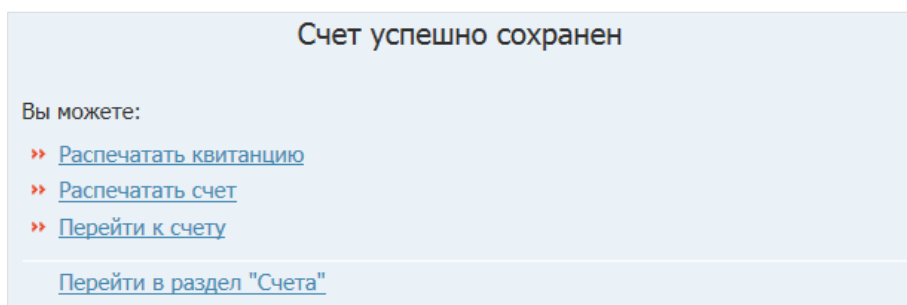 Счет успешно сохранен
Вы можете:
Распечатать квитанцию
Распечатать счет
Перейти к счету
Перейти в раздел "Счета"